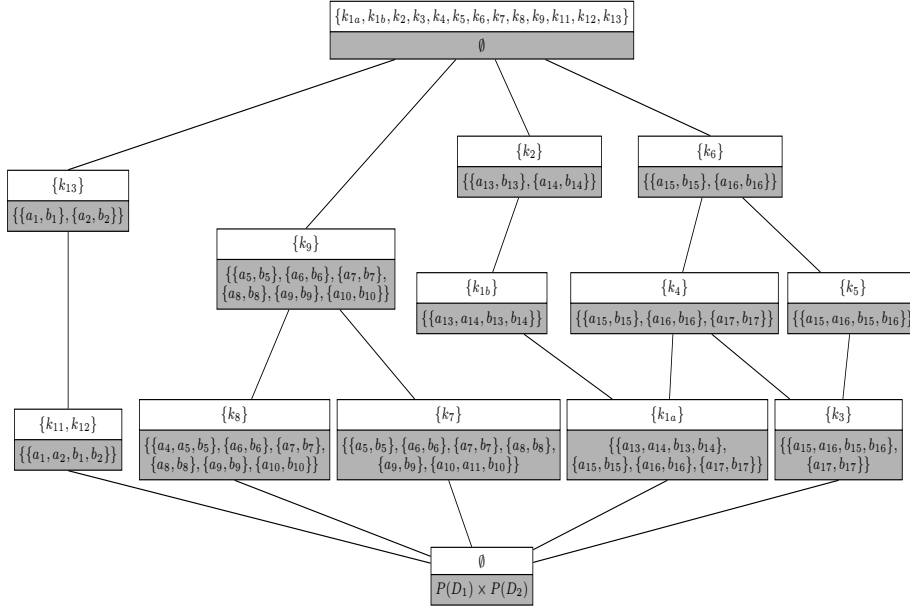 {k1a, k1b, k2, k3, k4, k5, k6, k7, k8, k9, k11, k12, k13}
∅
{k2}
{{a13, b13}, {a14, b14}}
{k6}
{{a15, b15}, {a16, b16}}
{k13}
{{a1, b1}, {a2, b2}}
{k9}
{{a5, b5}, {a6, b6}, {a7, b7},
{a8, b8}, {a9, b9}, {a10, b10}}
{k1b}
{{a13, a14, b13, b14}}
{k4}
{{a15, b15}, {a16, b16}, {a17, b17}}
{k5}
{{a15, a16, b15, b16}}
{k11, k12}
{{a1, a2, b1, b2}}
{k8}
{{a4, a5, b5}, {a6, b6}, {a7, b7},
{a8, b8}, {a9, b9}, {a10, b10}}
{k7}
{{a5, b5}, {a6, b6}, {a7, b7}, {a8, b8},
{a9, b9}, {a10, a11, b10}}
{k1a}
{{a13, a14, b13, b14},
{a15, b15}, {a16, b16}, {a17, b17}}
{k3}
{{a15, a16, b15, b16},
{a17, b17}}
∅
P(D1) × P(D2)